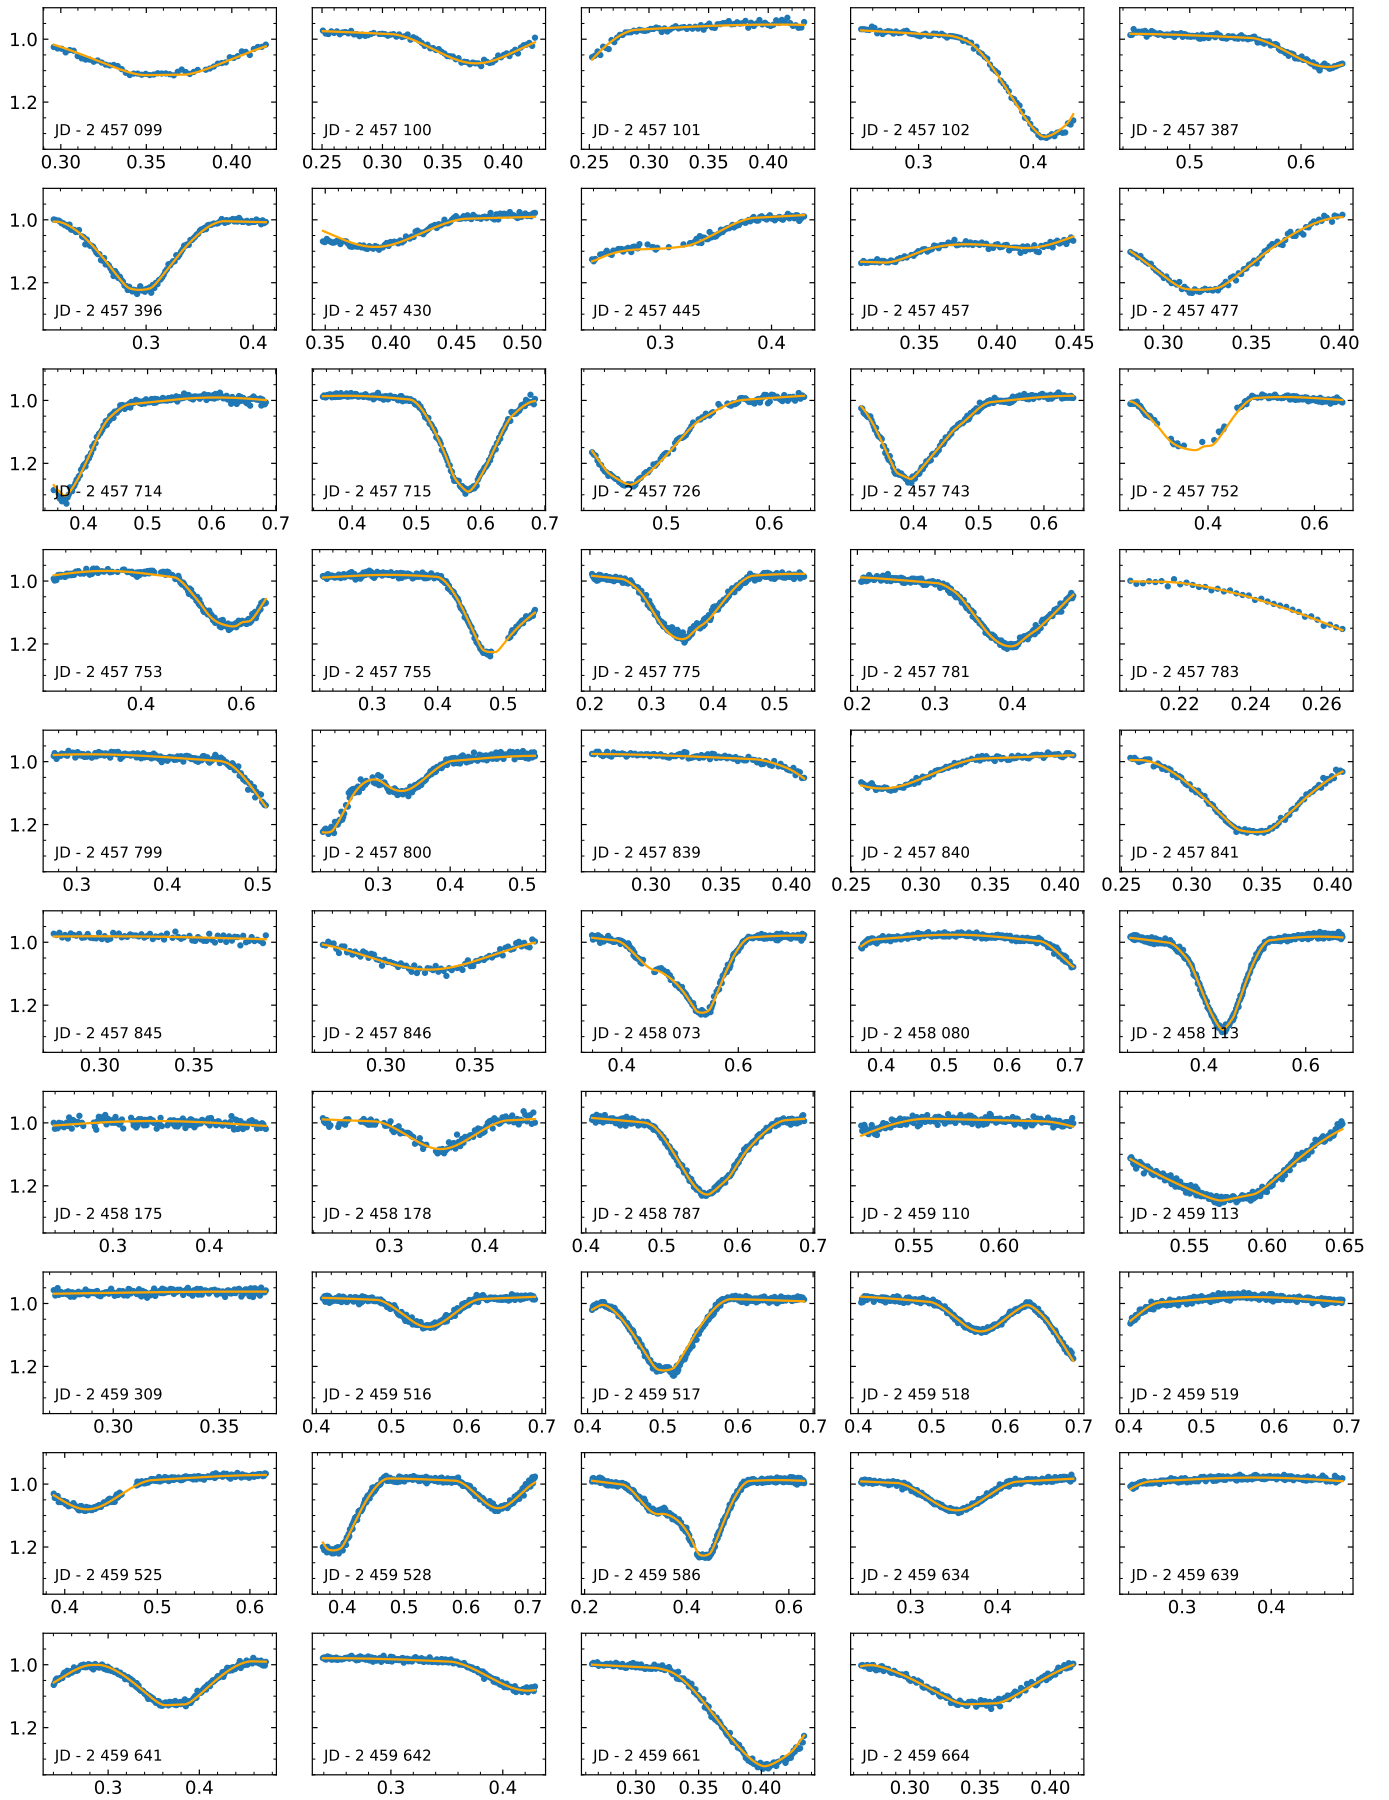 1.0
1.2
JD - 2 457 099
JD - 2 457 100
JD - 2 457 101
JD - 2 457 102
JD - 2 457 387
0.30 0.35 0.40
0.25 0.30 0.35 0.40
0.25 0.30 0.35 0.40
0.3 0.4
0.5 0.6
1.0
1.2
JD - 2 457 396
JD - 2 457 430
JD - 2 457 445
JD - 2 457 457
JD - 2 457 477
0.3 0.4
0.35 0.40 0.45 0.50
0.3 0.4
0.35 0.40 0.45
0.30 0.35 0.40
1.0
1.2
JD - 2 457 714
JD - 2 457 715
JD - 2 457 726
JD - 2 457 743
JD - 2 457 752
0.4 0.5 0.6 0.7
0.4 0.5 0.6 0.7
0.5 0.6
0.4 0.5 0.6
0.4 0.6
1.0
1.2
JD - 2 457 753
JD - 2 457 755
JD - 2 457 775
JD - 2 457 781
JD - 2 457 783
0.4 0.6
0.3 0.4 0.5
0.2 0.3 0.4 0.5
0.2 0.3 0.4
0.22 0.24 0.26
1.0
1.2
JD - 2 457 799
JD - 2 457 800
JD - 2 457 839
JD - 2 457 840
JD - 2 457 841
0.3 0.4 0.5
0.3 0.4 0.5
0.30 0.35 0.40
0.25 0.30 0.35 0.40
0.25 0.30 0.35 0.40
1.0
1.2
JD - 2 457 845
JD - 2 457 846
JD - 2 458 073
JD - 2 458 080
JD - 2 458 113
0.30 0.35
0.30 0.35
0.4 0.6
0.4 0.5 0.6 0.7
0.4 0.6
1.0
1.2
JD - 2 458 175
JD - 2 458 178
JD - 2 458 787
JD - 2 459 110
JD - 2 459 113
0.3 0.4
0.3 0.4
0.4 0.5 0.6 0.7
0.55 0.60
0.55 0.60 0.65
1.0
1.2
JD - 2 459 309
JD - 2 459 516
JD - 2 459 517
JD - 2 459 518
JD - 2 459 519
0.30 0.35
0.4 0.5 0.6 0.7
0.4 0.5 0.6 0.7
0.4 0.5 0.6 0.7
0.4 0.5 0.6 0.7
1.0
1.2
JD - 2 459 525
JD - 2 459 528
JD - 2 459 586
JD - 2 459 634
JD - 2 459 639
0.4 0.5 0.6
0.4 0.5 0.6 0.7
0.2 0.4 0.6
0.3 0.4
0.3 0.4
1.0
1.2
JD - 2 459 641
JD - 2 459 642
JD - 2 459 661
JD - 2 459 664
0.3 0.4
0.3 0.4
0.30 0.35 0.40
0.30 0.35 0.40